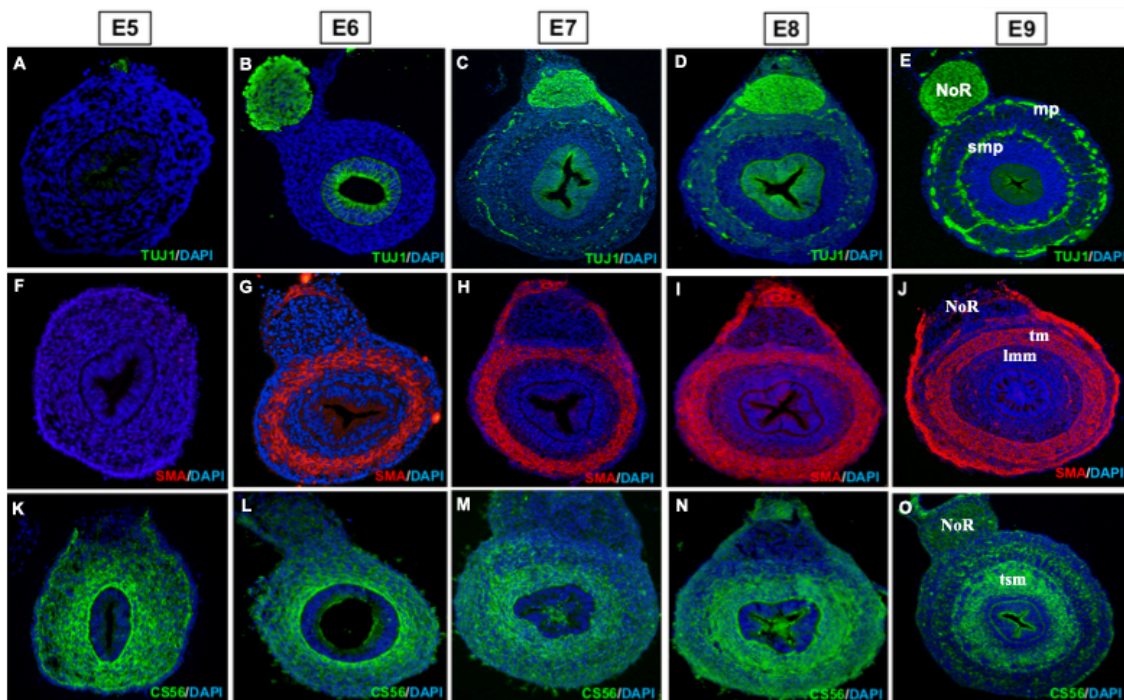 E5 E6 E7 E8 E9
A B C D E
NoR
mp
smp
TUJ1/DAPI TUJ1/DAPI TUJ1/DAPI TUJ1/DAPI TUJ1/DAPI
F G H I J
NoR
tm
lmm
SMA/DAPI SMA/DAPI SMA/DAPI SMA/DAPI SMA/DAPI
K L M N O
NoR
tsm
CS56/DAPI CS56/DAPI CS56/DAPI CS56/DAPI CS56/DAPI